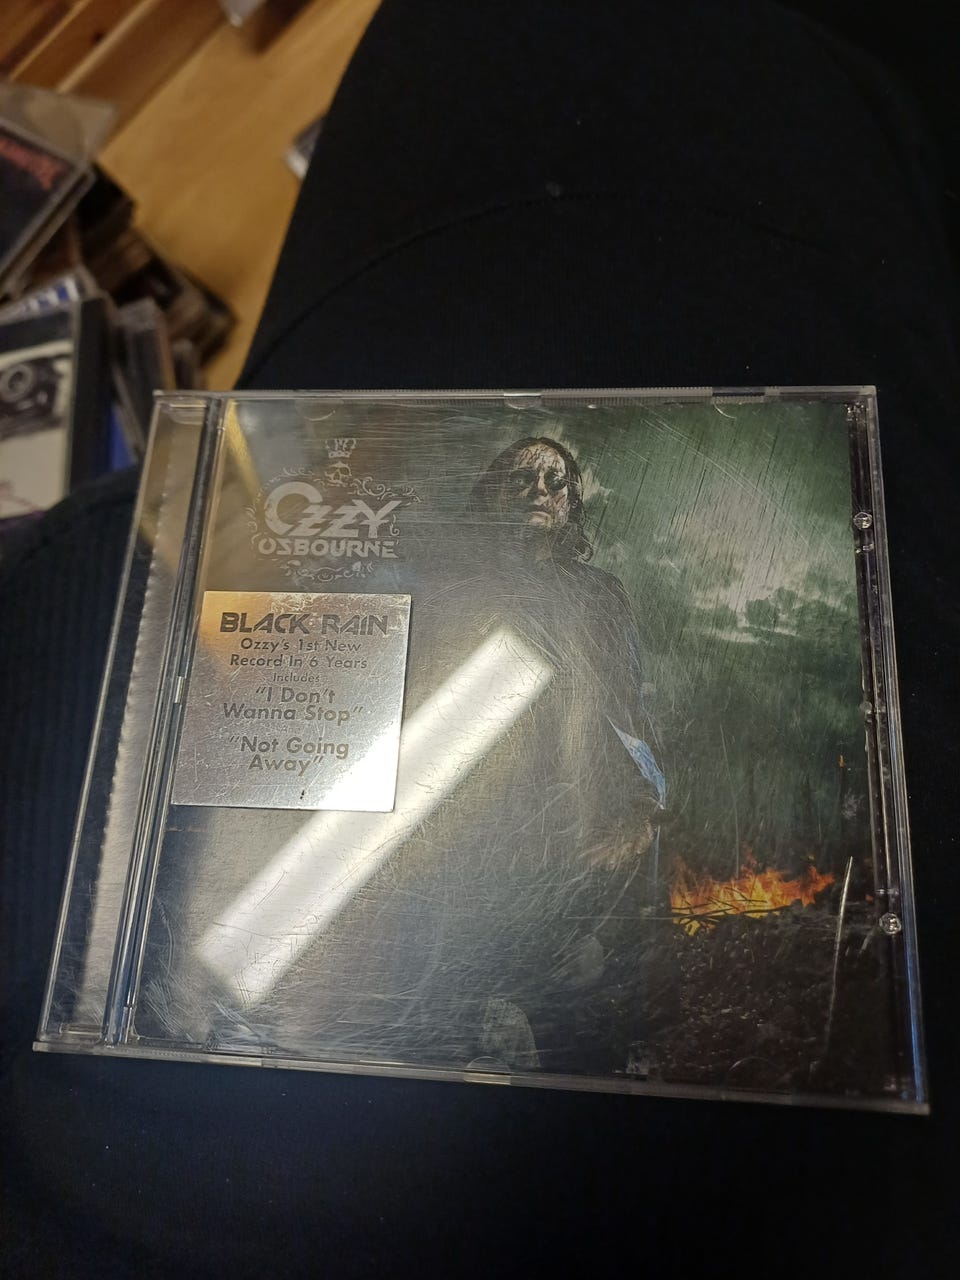 OZZY
OSBOURNE
BLACK RAIN
Ozzy's 1st New
Record In 6 Years
Includes
"I Don't
Wanna Stop"
"Not Going
Away"